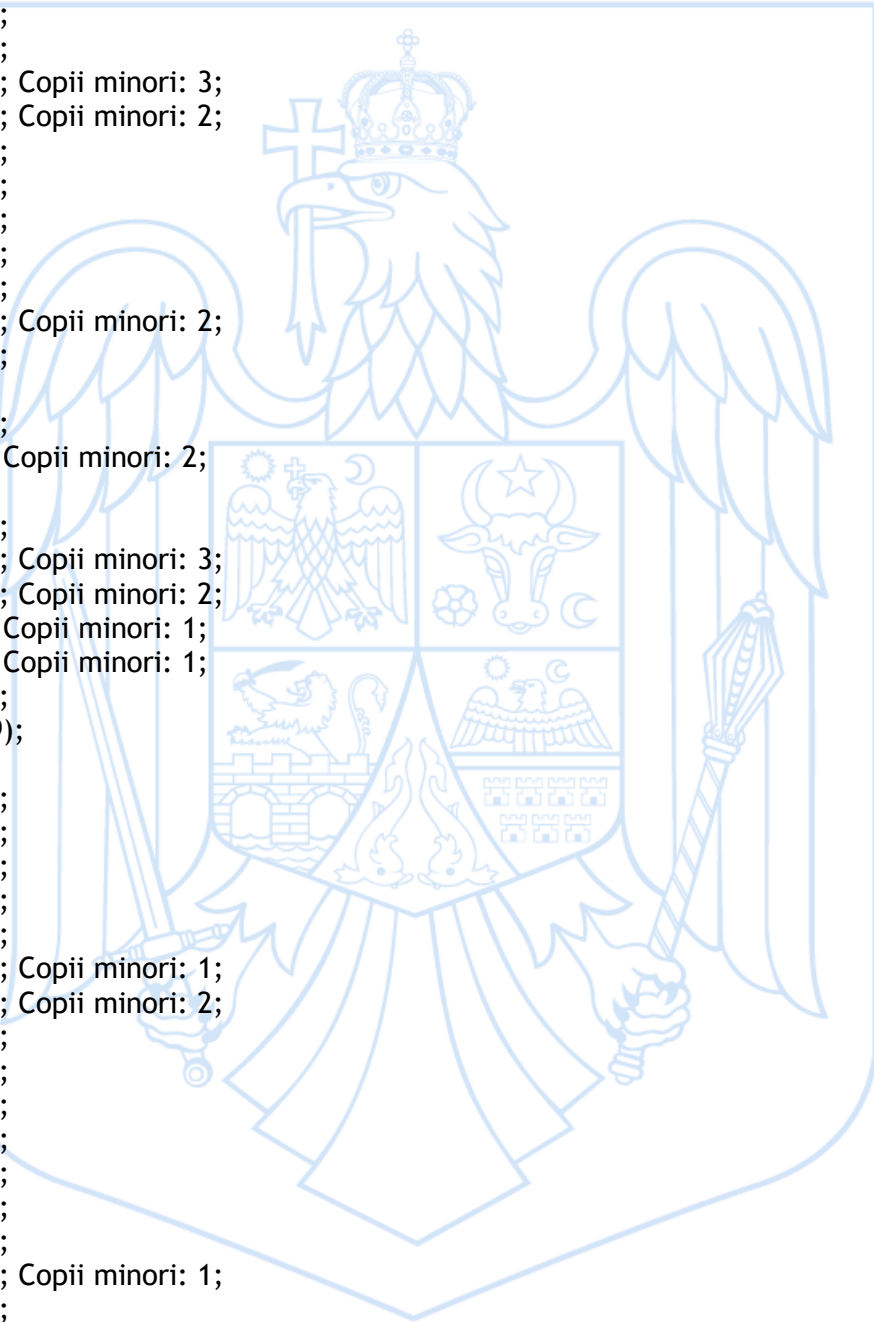 ;
;
; Copii minori: 3;
; Copii minori: 2;
;
;
;
;
;
; Copii minori: 2;
;
;
Copii minori: 2;
;
; Copii minori: 3;
; Copii minori: 2;
Copii minori: 1;
Copii minori: 1;
;
);
;
;
;
;
;
; Copii minori: 1;
; Copii minori: 2;
;
;
;
;
;
;
;
; Copii minori: 1;
;